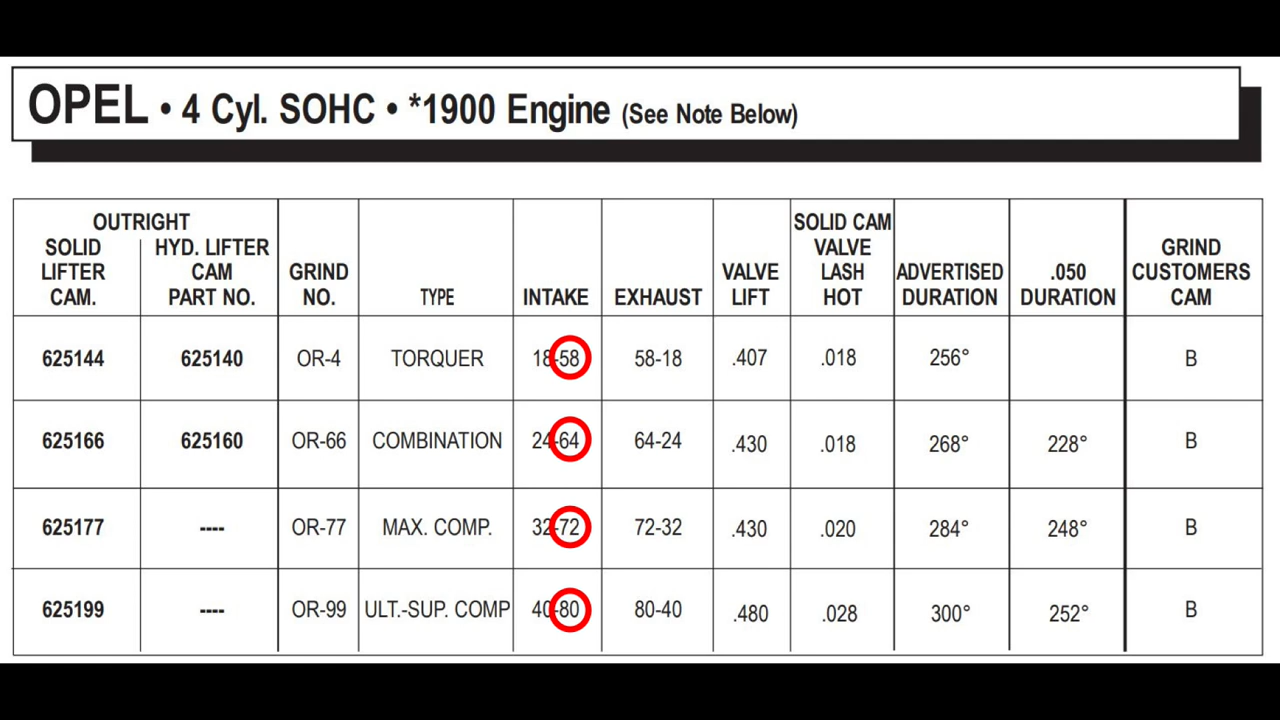 OPEL • 4 Cyl. SOHC • *1900 Engine (See Note Below)
OUTRIGHT
SOLID LIFTER CAM.
HYD. LIFTER CAM PART NO.
GRIND NO.
TYPE
INTAKE
EXHAUST
VALVE LIFT
SOLID CAM VALVE LASH HOT
ADVERTISED DURATION
.050 DURATION
GRIND CUSTOMERS CAM
625144 625140 OR-4 TORQUER 18-58 58-18 .407 .018 256° B
625166 625160 OR-66 COMBINATION 24-64 64-24 .430 .018 268° 228° B
625177 ---- OR-77 MAX. COMP. 32-72 72-32 .430 .020 284° 248° B
625199 ---- OR-99 ULT.-SUP. COMP 40-80 80-40 .480 .028 300° 252° B